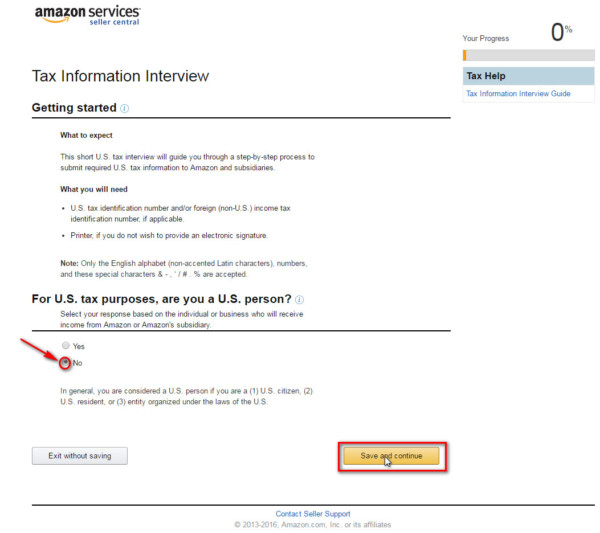 amazon services
seller central
Your Progress
0%
Tax Information Interview
Tax Help
Tax Information Interview Guide
Getting started
What to expect
This short U.S. tax interview will guide you through a step-by-step process to
submit required U.S. tax information to Amazon and subsidiaries.
What you will need
• U.S. tax identification number and/or foreign (non-U.S.) income tax
identification number, if applicable.
• Printer, if you do not wish to provide an electronic signature.
Note: Only the English alphabet (non-accented Latin characters), numbers,
and these special characters & - , ' / # . % are accepted.
For U.S. tax purposes, are you a U.S. person?
Select your response based on the individual or business who will receive
income from Amazon or Amazon's subsidiary.
Yes
No
In general, you are considered a U.S. person if you are a (1) U.S. citizen, (2)
U.S. resident, or (3) entity organized under the laws of the U.S.
Exit without saving
Save and continue
Contact Seller Support
© 2013-2016, Amazon.com, Inc. or its affiliates